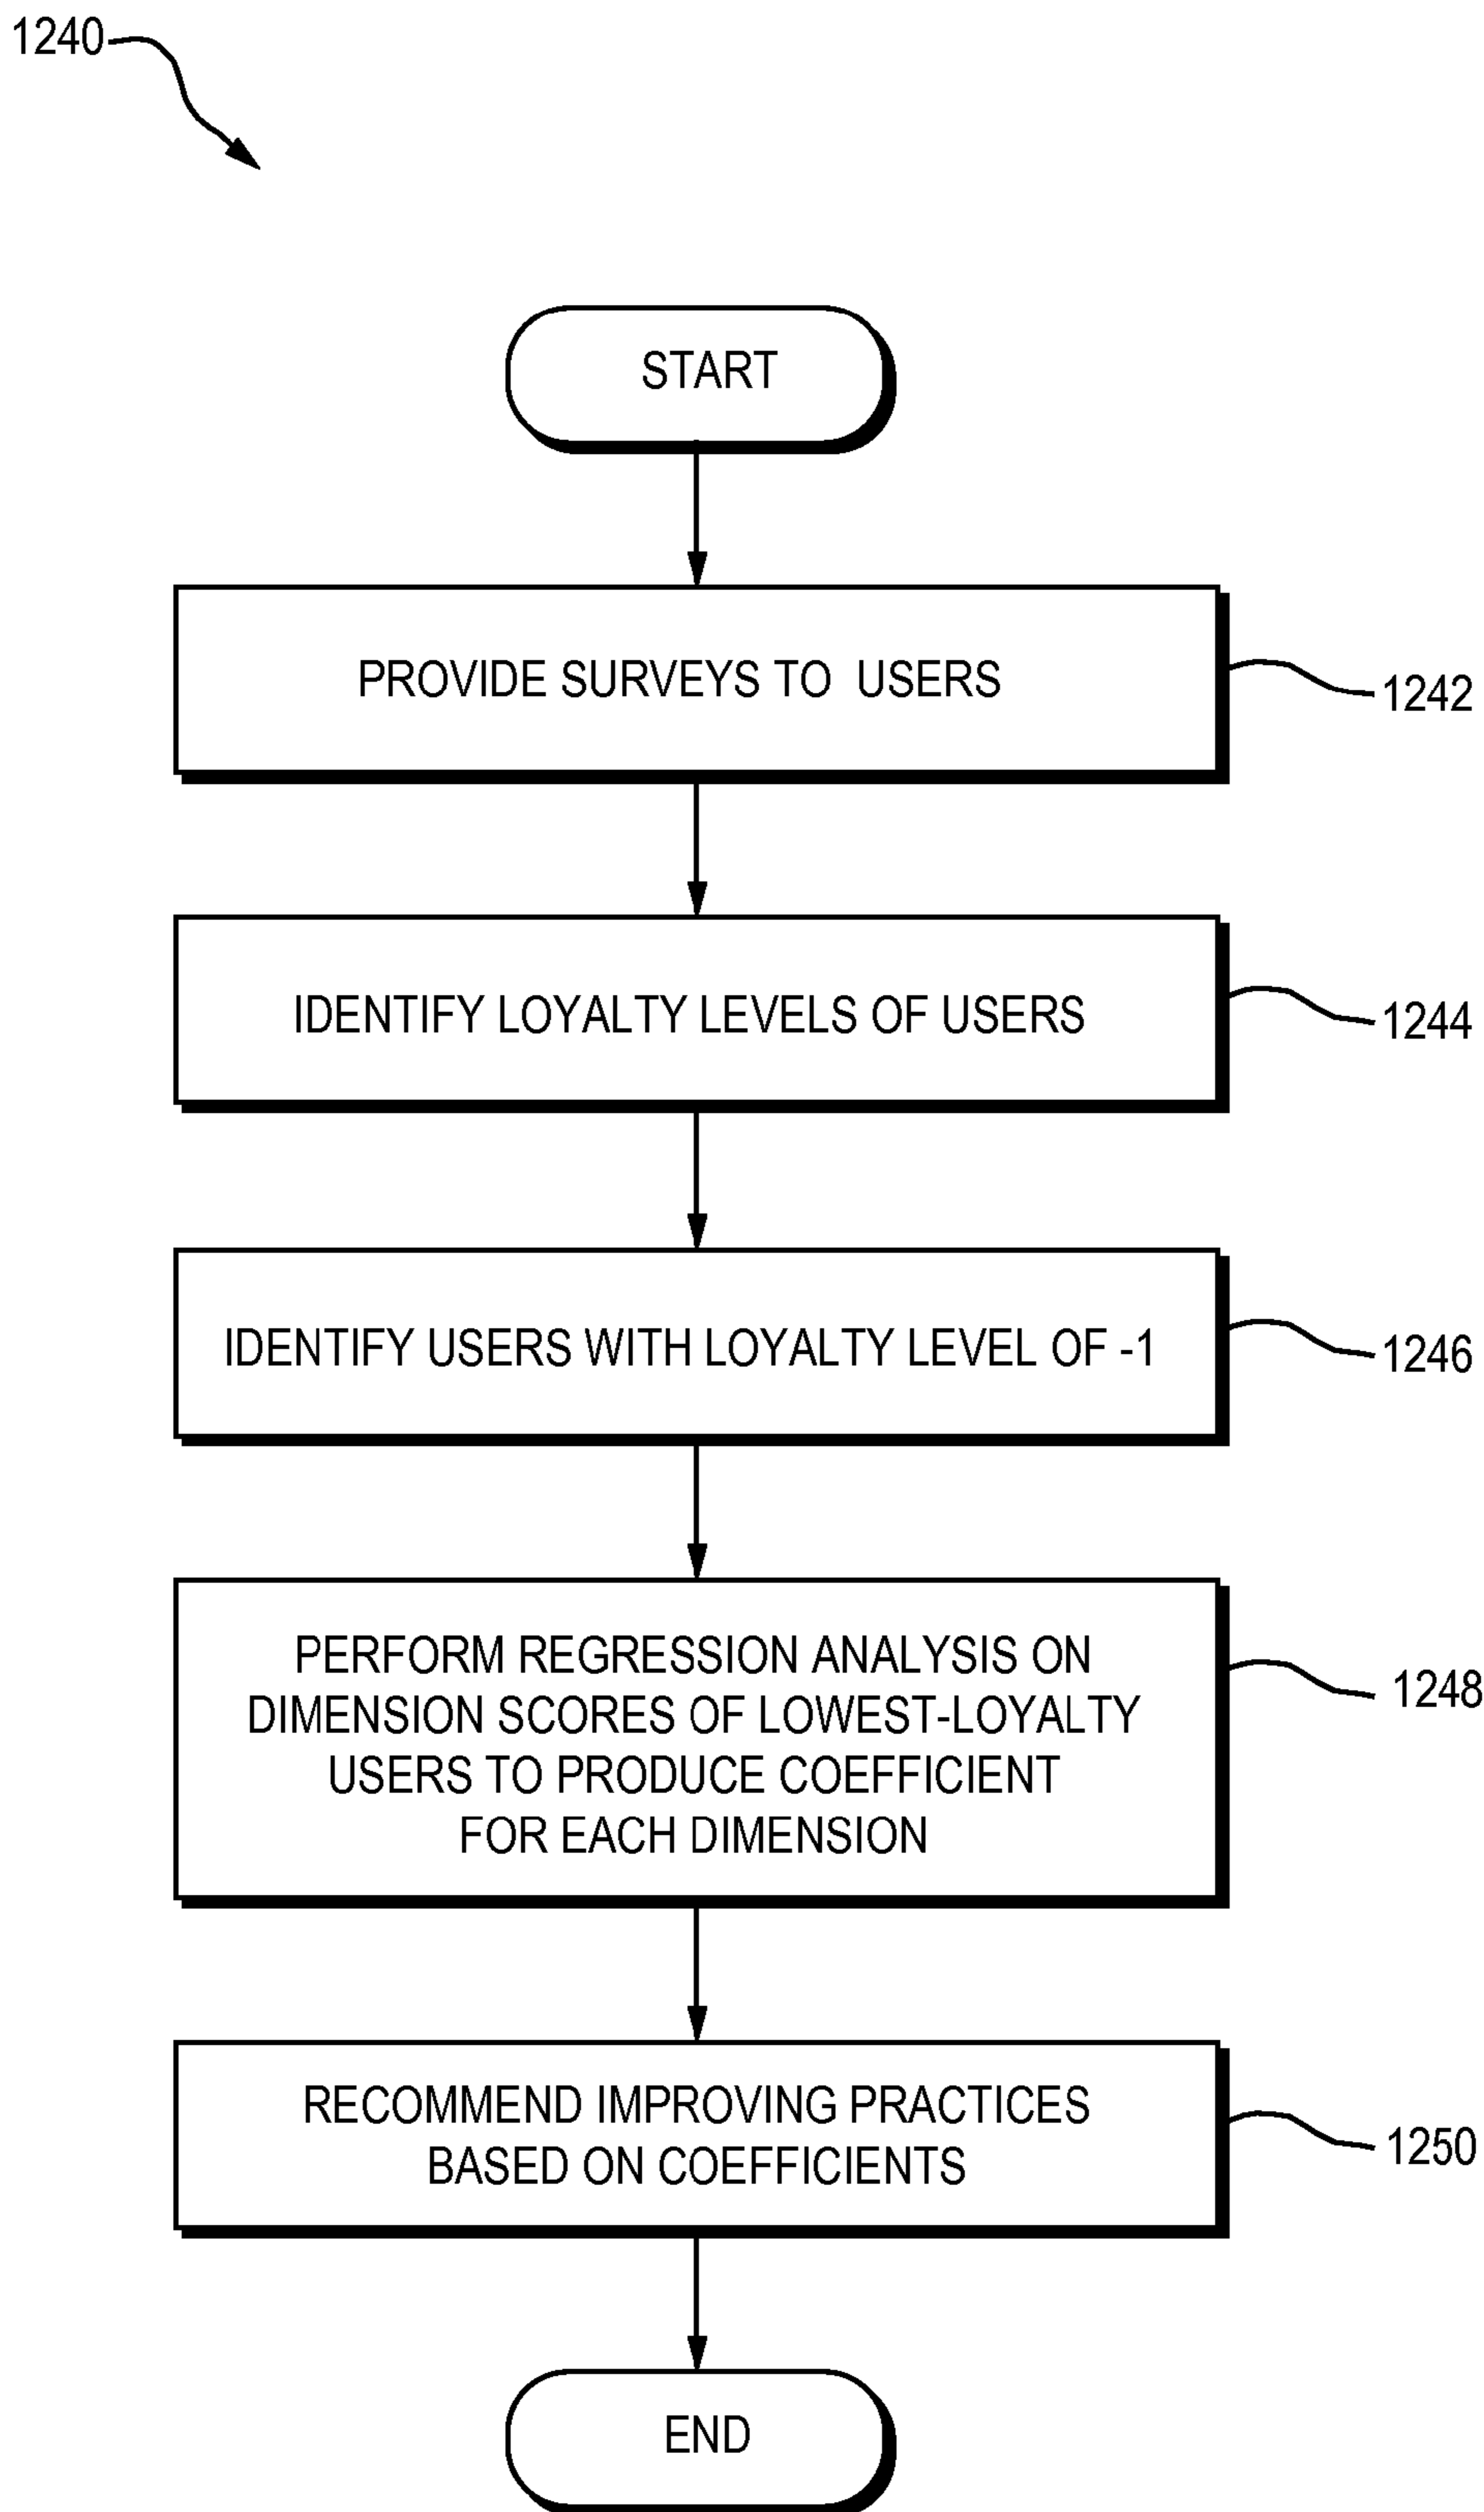 1240
START
PROVIDE SURVEYS TO USERS
1242
IDENTIFY LOYALTY LEVELS OF USERS
1244
IDENTIFY USERS WITH LOYALTY LEVEL OF -1
1246
PERFORM REGRESSION ANALYSIS ON
DIMENSION SCORES OF LOWEST-LOYALTY
USERS TO PRODUCE COEFFICIENT
FOR EACH DIMENSION
1248
RECOMMEND IMPROVING PRACTICES
BASED ON COEFFICIENTS
1250
END